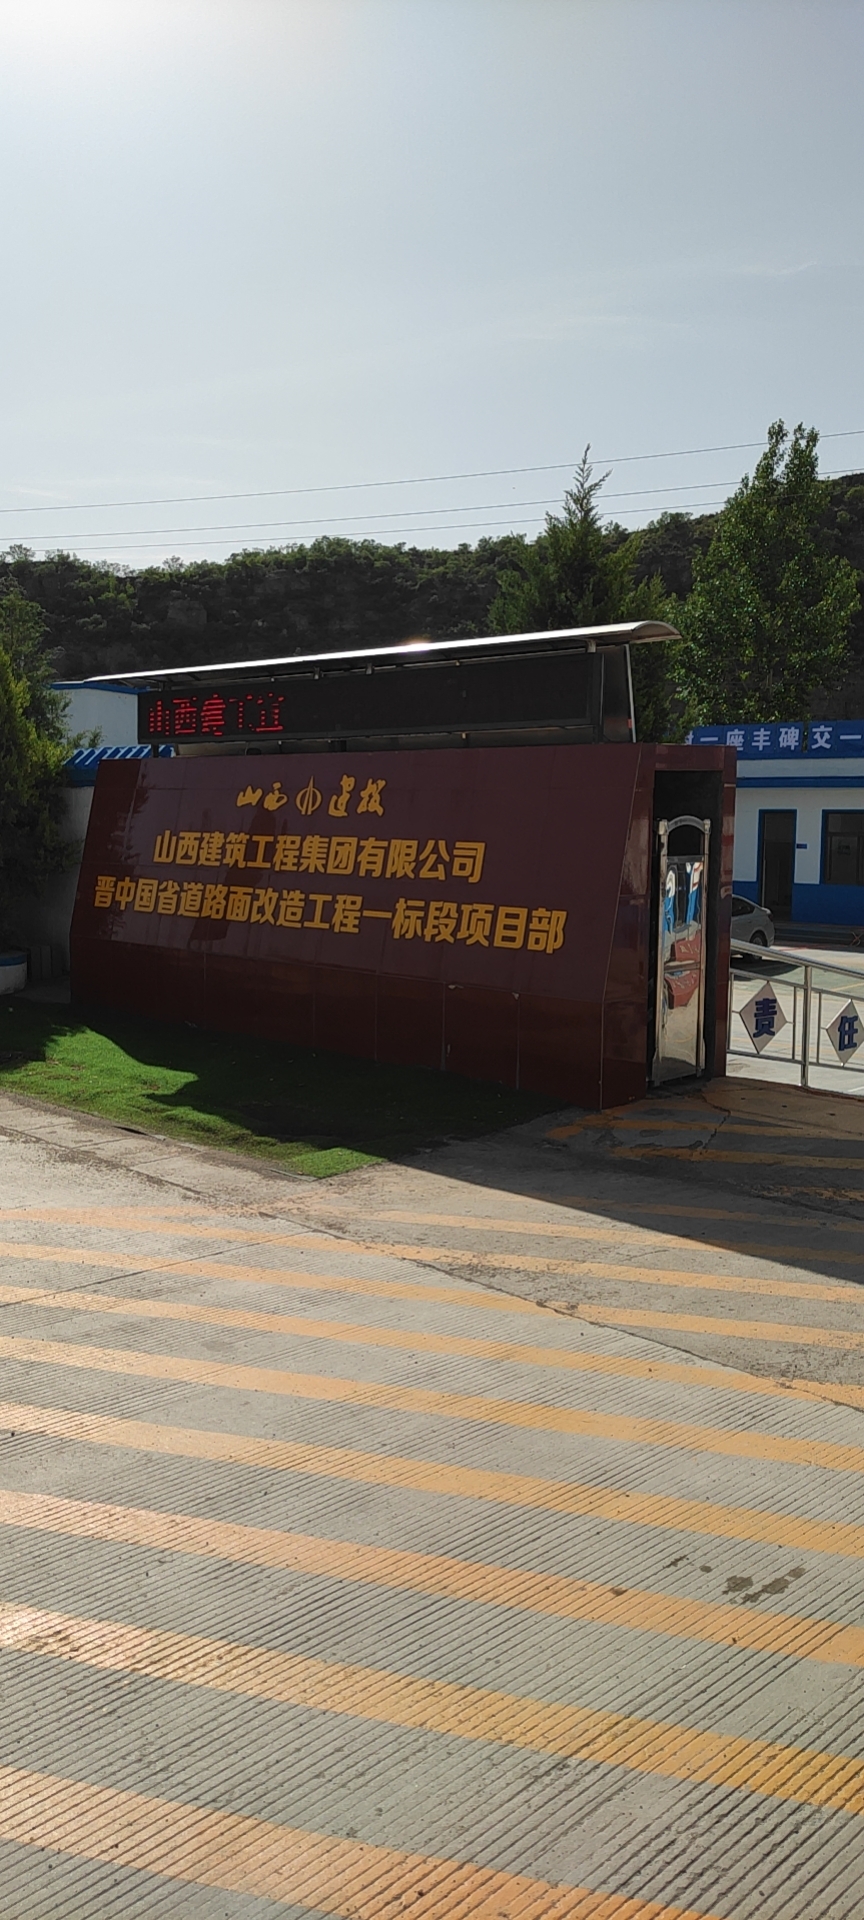 山西
座丰碑 交一
山西 建投
山西建筑工程集团有限公司
晋中国省道路面改造工程一标段项目部
责
任